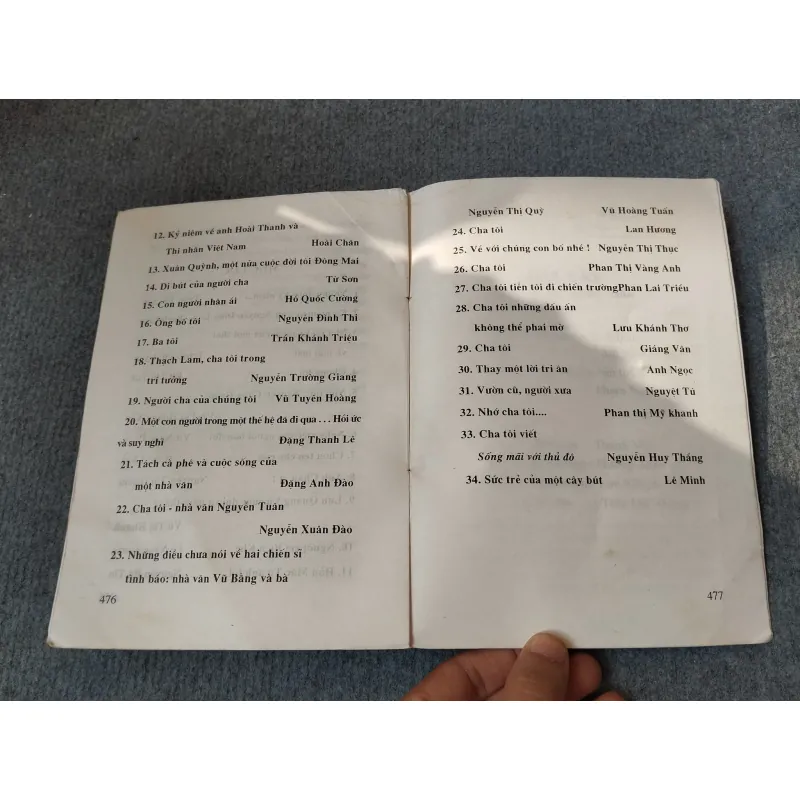 12. Kỷ niệm về anh Hoài Thanh và
Thi nhân Việt Nam Hoài Chân
13. Xuân Quỳnh, một nửa cuộc đời tôi Đông Mai
14. Di bút của người cha Từ Sơn
15. Con người nhân ái Hồ Quốc Cường
16. Ông bố tôi Nguyễn Đình Thi
17. Ba tôi Trần Khánh Triệu
18. Thạch Lam, cha tôi trong
trí tưởng Nguyễn Trường Giang
19. Người cha của chúng tôi Vũ Tuyên Hoàng
20. Một con người trong một thế hệ đã đi qua . . . Hồi ức
và suy nghĩ Đặng Thanh Lê
21. Tách cà phê và cuộc sống của
một nhà văn Đặng Anh Đào
22. Cha tôi - nhà văn Nguyễn Tuân
Nguyễn Xuân Đào
23. Những điều chưa nói về hai chiến sĩ
tình báo: nhà văn Vũ Bằng và bà
476
Nguyễn Thị Quỹ Vũ Hoàng Tuấn
24. Cha tôi Lan Hương
25. Về với chúng con bố nhé ! Nguyễn Thị Thục
26. Cha tôi Phan Thị Vàng Anh
27. Cha tôi tiễn tôi đi chiến trường Phan Lai Triều
28. Cha tôi những dấu ấn
không thể phai mờ Lưu Khánh Thơ
29. Cha tôi Giáng Vân
30. Thay một lời tri ân Anh Ngọc
31. Vườn cũ, người xưa Nguyệt Tú
32. Nhớ cha tôi.... Phan thị Mỹ khanh
33. Cha tôi viết
Sống mãi với thủ đô Nguyễn Huy Thắng
34. Sức trẻ của một cây bút Lê Minh
477